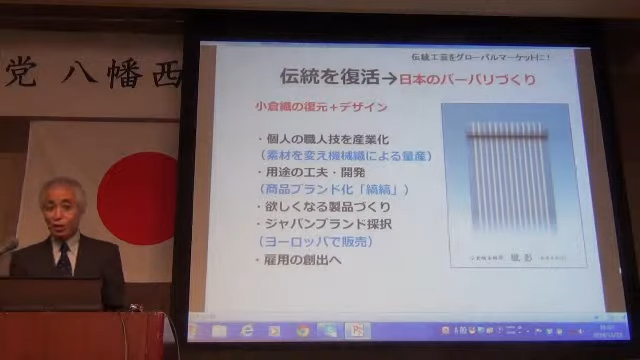 党 八幡西
伝統工芸をグローバルマーケットに!
伝統を復活→日本のバーバリづくり
小倉織の復元+デザイン
・個人の職人技を産業化
(素材を変え機械織による量産)
・用途の工夫・開発
(商品ブランド化「縞縞」)
・欲しくなる製品づくり
・ジャパンブランド採択
(ヨーロッパで販売)
・雇用の創出へ